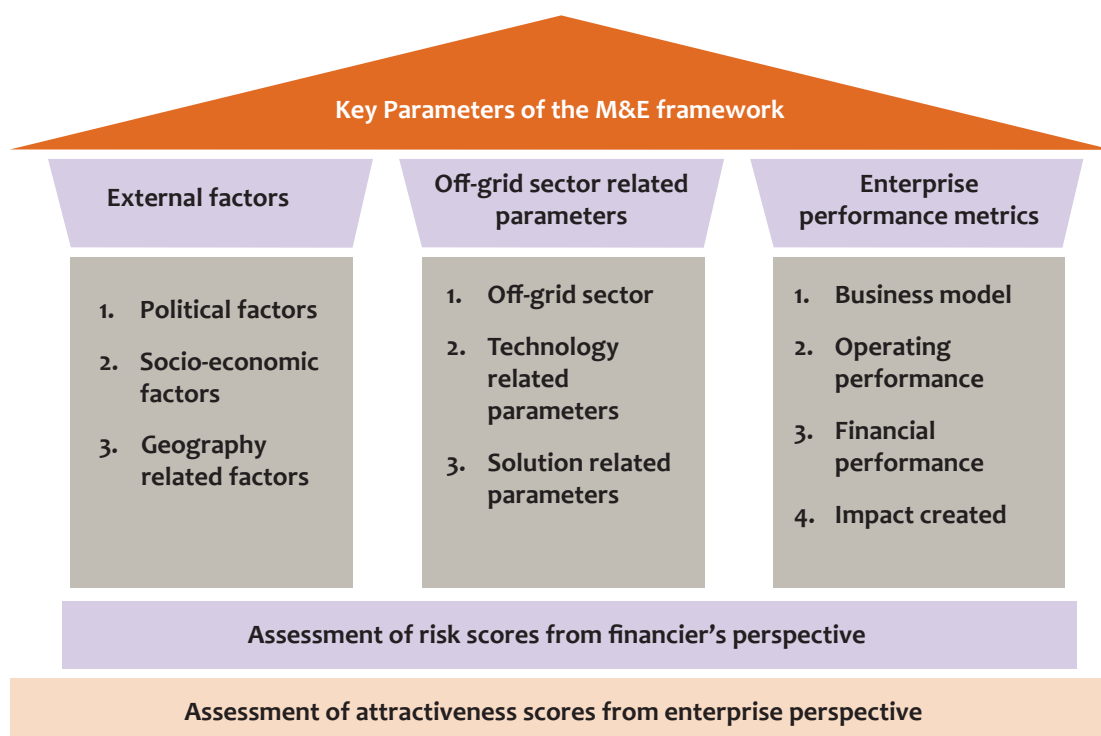 Key Parameters of the M&E framework
External factors
1. Political factors
2. Socio-economic
factors
3. Geography
related factors
Off-grid sector related
parameters
1. Off-grid sector
2. Technology
related
parameters
3. Solution related
parameters
Enterprise
performance metrics
1. Business model
2. Operating
performance
3. Financial
performance
4. Impact created
Assessment of risk scores from financier’s perspective
Assessment of attractiveness scores from enterprise perspective